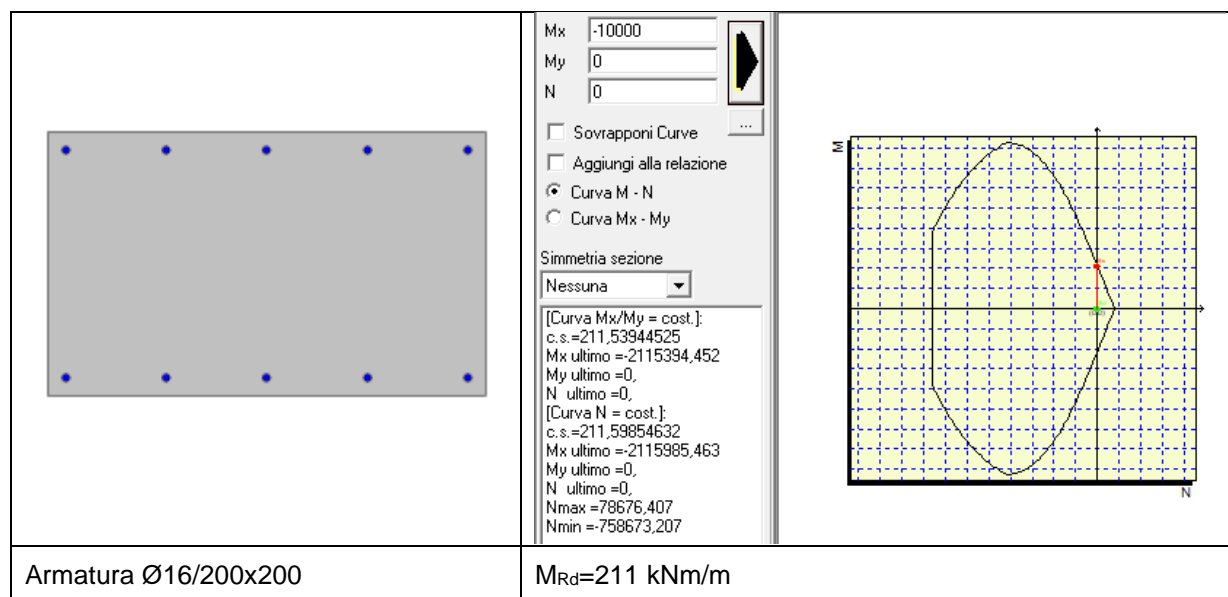 Mx -10000
My 0
N 0
...
Sovrapponi Curve
Aggiungi alla relazione
Curva M - N
Curva Mx - My
Simmetria sezione
Nessuna
[Curva Mx/My = cost.]:
c.s.=211,53944525
Mx ultimo =-2115394,452
My ultimo =0,
N  ultimo =0,
[Curva N = cost.]:
c.s.=211,59854632
Mx ultimo =-2115985,463
My ultimo =0,
N  ultimo =0,
Nmax =78676,407
Nmin =-758673,207
M
N
Armatura Ø16/200x200
MRd=211 kNm/m